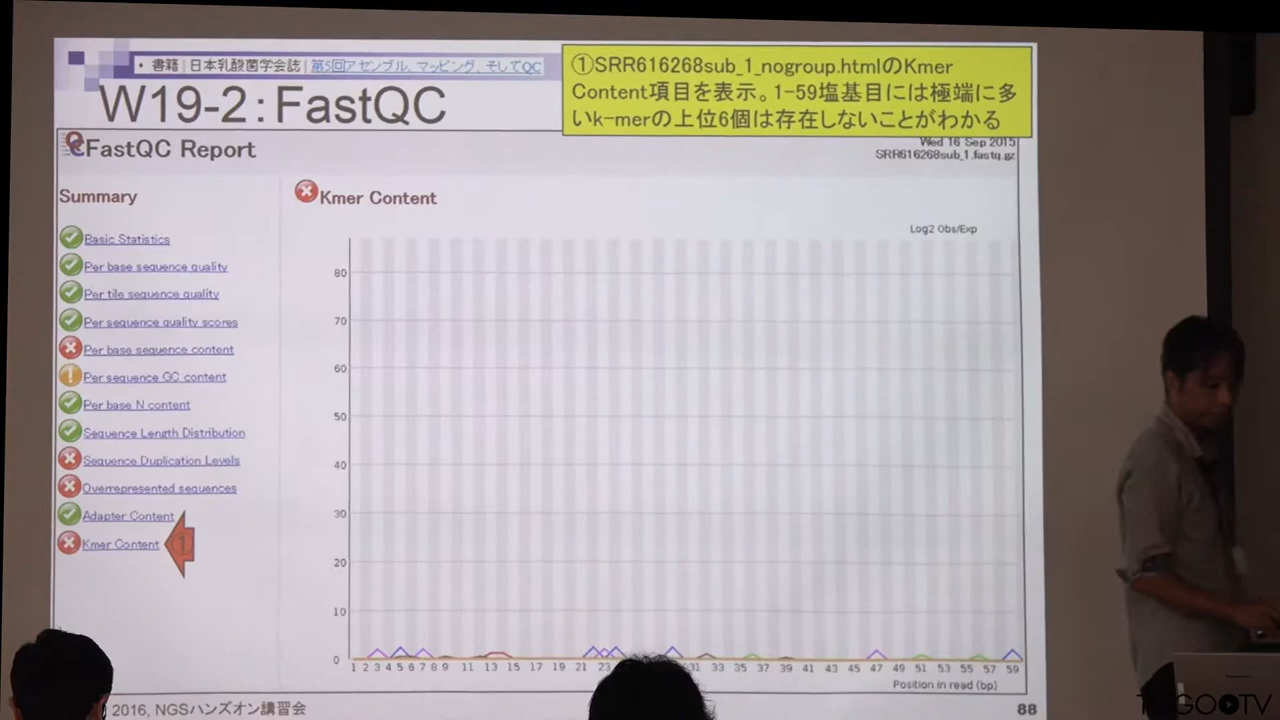 • 書籍 | 日本乳酸菌学会誌 | 第5回アセンブル、マッピング、そしてQC
W19-2：FastQC
①SRR616268sub_1_nogroup.htmlのKmer
Content項目を表示。1-59塩基目には極端に多
いk-merの上位6個は存在しないことがわかる
FastQC Report
Wed 16 Sep 2015
SRR616268sub_1.fastq.gz
Summary
Basic Statistics
Per base sequence quality
Per tile sequence quality
Per sequence quality scores
Per base sequence content
Per sequence GC content
Per base N content
Sequence Length Distribution
Sequence Duplication Levels
Overrepresented sequences
Adapter Content
Kmer Content
①
Kmer Content
Log2 Obs/Exp
80
70
60
50
40
30
20
10
0
1 2 3 4 5 6 7 8 9 11 13 15 17 19 21 23 31 33 35 37 39 41 43 45 47 49 51 53 55 57 59
Position in read (bp)
2016, NGSハンズオン講習会
88
TOGOTV